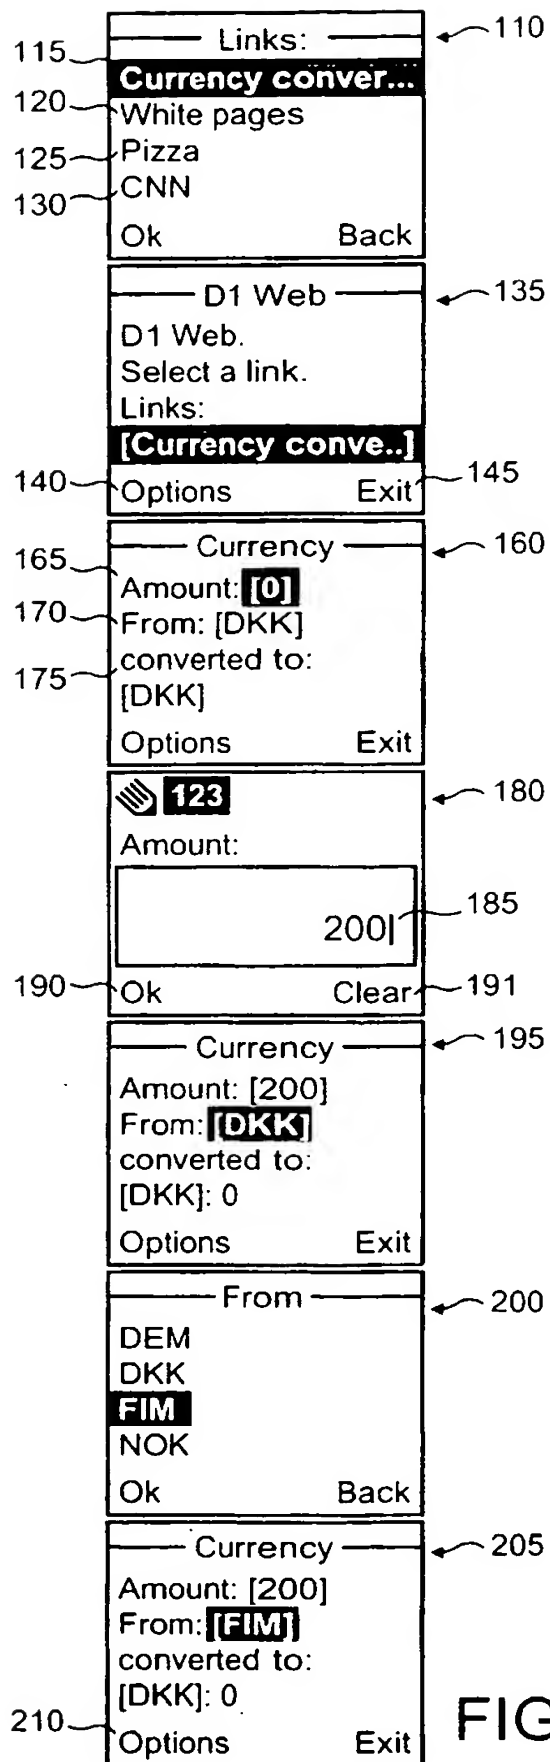 Links: 110
115
Currency conver...
120 White pages
125 Pizza
130 CNN
Ok Back
D1 Web 135
D1 Web.
Select a link.
Links:
[Currency conve..]
140 Options Exit 145
Currency 160
165 Amount: [0]
170 From: [DKK]
converted to:
175 [DKK]
Options Exit
123 180
Amount:
200 185
190 Ok Clear 191
Currency 195
Amount: [200]
From: [DKK]
converted to:
[DKK]: 0
Options Exit
From 200
DEM
DKK
FIM
NOK
Ok Back
Currency 205
Amount: [200]
From: [FIM]
converted to:
[DKK]: 0
210 Options Exit
FIG